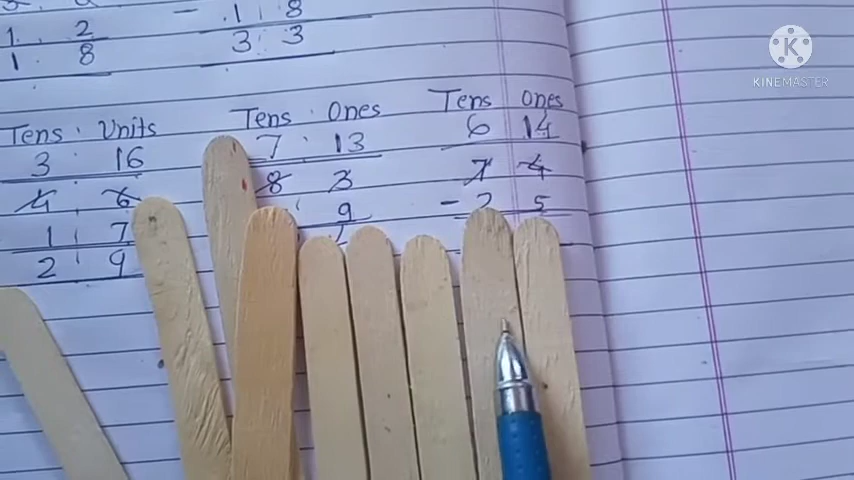 - 1 8
1 2
3 3
1 8
Tens Units
Tens Ones
Tens Ones
3 16
7 13
6 14
4 6
8 3
7 4
1 7
9
- 2 5
2 9
K
KINEMASTER